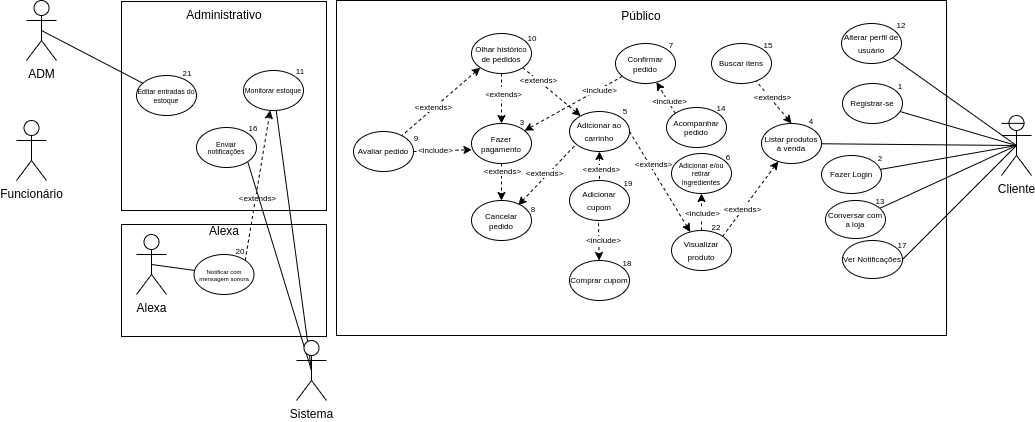 Administrativo
Público
ADM
21
Editar entradas do
estoque
11
Monitorar estoque
16
Enviar
notificações
Funcionário
<extends>
Alexa
Alexa
20
Notificar com
mensagem sonora
Sistema
10
Olhar histórico
de pedidos
7
Confirmar
pedido
15
Buscar itens
12
Alterar perfil de
usuário
<extends>
<extends>
<extends>
<include>
<include>
<extends>
1
Registrar-se
9
Avaliar pedido
<include>
3
Fazer
pagamento
5
Adicionar ao
carrinho
14
Acompanhar
pedido
4
Listar produtos
à venda
<extends>
<extends>
<extends>
<extends>
6
Adicionar e/ou
retirar
ingredientes
2
Fazer Login
Cliente
8
Cancelar
pedido
19
Adicionar
cupom
<include>
<extends>
13
Conversar com
a loja
<include>
22
Visualizar
produto
17
Ver Notificações
18
Comprar cupom